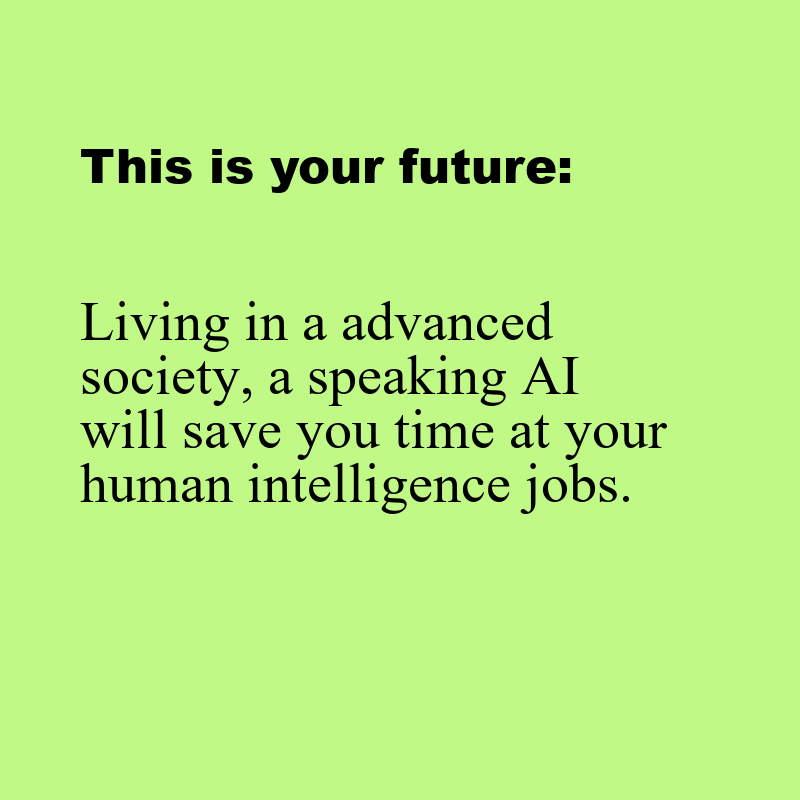 This is your future:
Living in a advanced
society, a speaking AI
will save you time at your
human intelligence jobs.